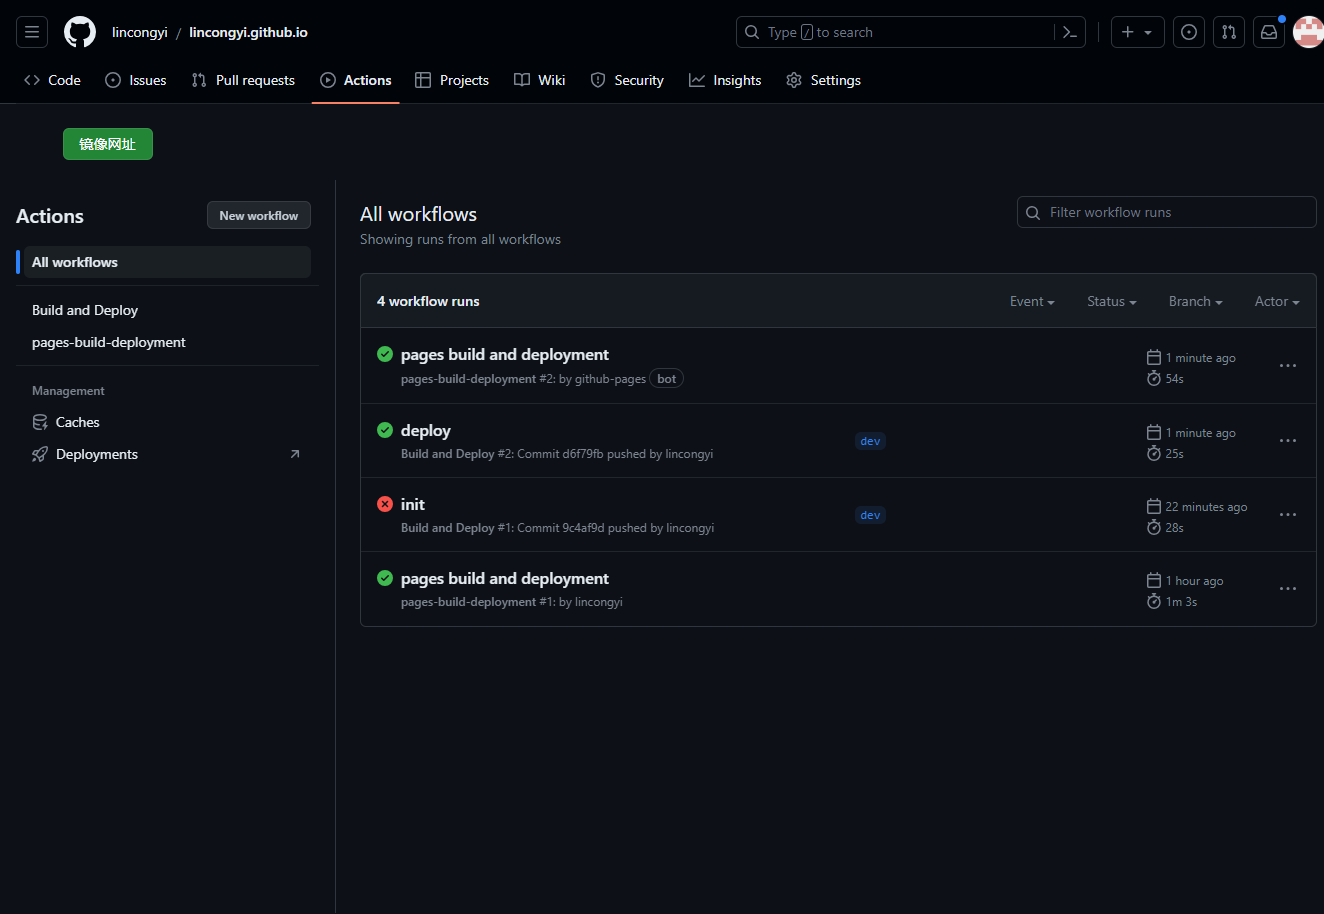 lincongyi / lincongyi.github.io
Type / to search
Code Issues Pull requests Actions Projects Wiki Security Insights Settings
镜像网址
Actions
New workflow
All workflows
Build and Deploy
pages-build-deployment
Management
Caches
Deployments
All workflows
Showing runs from all workflows
Filter workflow runs
4 workflow runs
Event Status Branch Actor
pages build and deployment
pages-build-deployment #2: by github-pages bot
1 minute ago
54s
deploy
Build and Deploy #2: Commit d6f79fb pushed by lincongyi
dev
1 minute ago
25s
init
Build and Deploy #1: Commit 9c4af9d pushed by lincongyi
dev
22 minutes ago
28s
pages build and deployment
pages-build-deployment #1: by lincongyi
1 hour ago
1m 3s